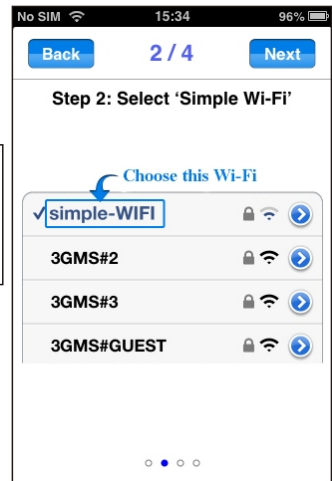 No SIM 15:34 96%
Back 2 / 4 Next
Step 2: Select ‘Simple Wi-Fi’
Choose this Wi-Fi
✓simple-WIFI
3GMS#2
3GMS#3
3GMS#GUEST